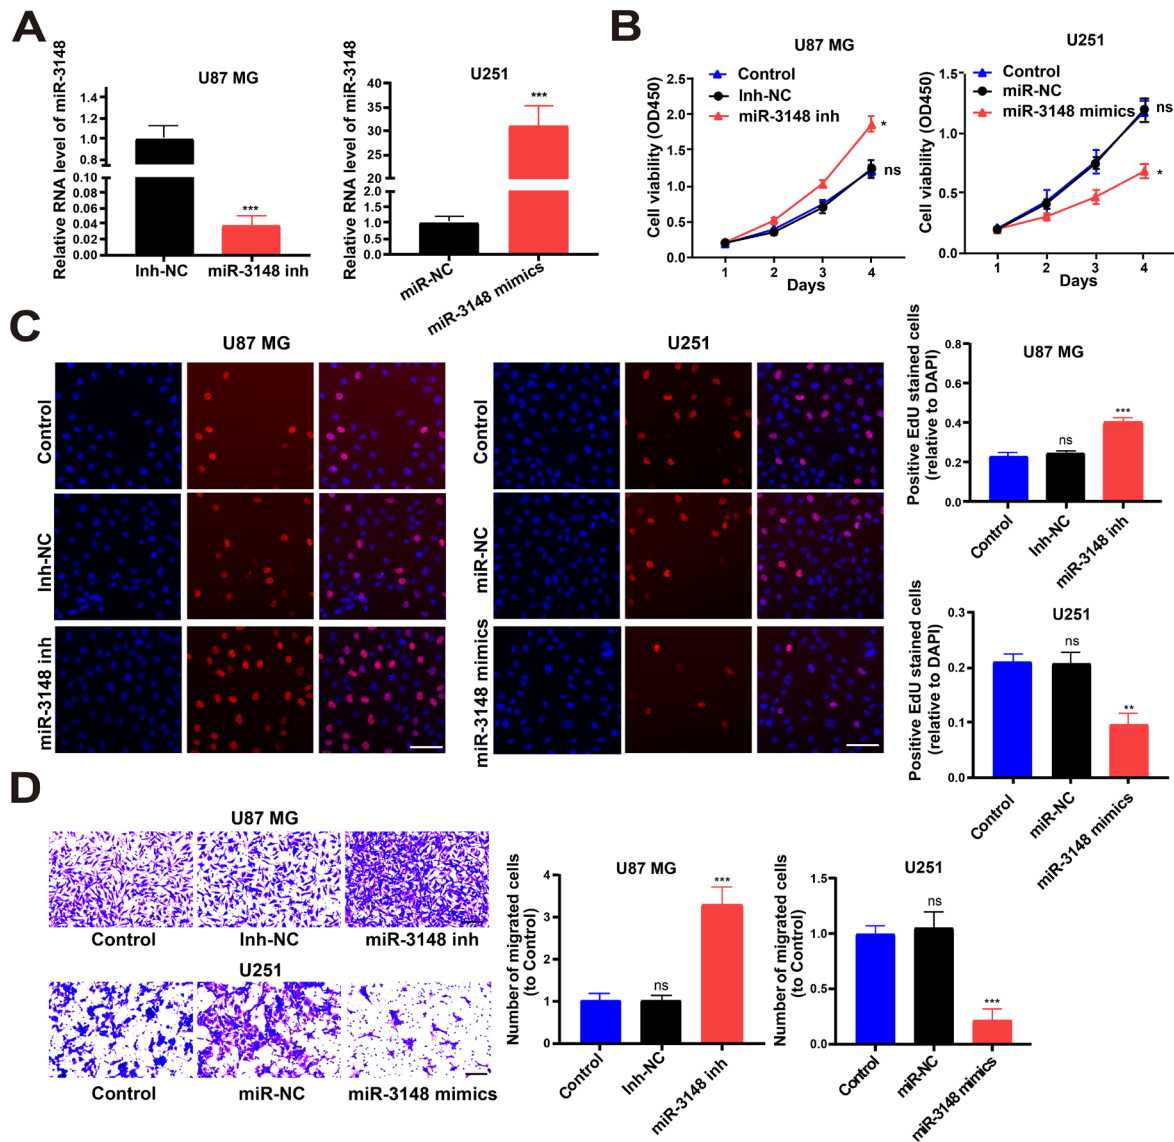 A
Relative RNA level of miR-3148
U87 MG
1.4
1.2
1.0
0.8
0.10
0.08
0.06
0.04
0.02
0.00
***
Inh-NC
miR-3148 inh
Relative RNA level of miR-3148
U251
40
35
30
25
20
2.0
1.5
1.0
0.5
0.0
***
miR-NC
miR-3148 mimics
B
U87 MG
Cell viability (OD450)
2.5
2.0
1.5
1.0
0.5
0.0
Control
Inh-NC
miR-3148 inh
*
ns
1
2
3
4
Days
U251
Cell viability (OD450)
1.5
1.0
0.5
0.0
Control
miR-NC
miR-3148 mimics
ns
*
1
2
3
4
Days
C
U87 MG
Control
Inh-NC
miR-3148 inh
U251
Control
miR-NC
miR-3148 mimics
Positive EdU stained cells
(relative to DAPI)
U87 MG
0.8
0.6
0.4
0.2
0.0
ns
***
Control
Inh-NC
miR-3148 inh
Positive EdU stained cells
(relative to DAPI)
U251
0.3
0.2
0.1
0.0
ns
**
Control
miR-NC
miR-3148 mimics
D
U87 MG
Control
Inh-NC
miR-3148 inh
U251
Control
miR-NC
miR-3148 mimics
Number of migrated cells
(to Control)
U87 MG
4
3
2
1
0
ns
***
Control
Inh-NC
miR-3148 inh
Number of migrated cells
(to Control)
U251
1.5
1.0
0.5
0.0
ns
***
Control
miR-NC
miR-3148 mimics